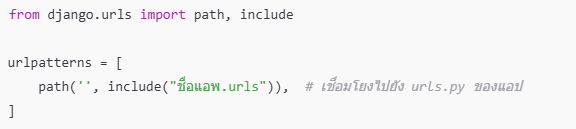 from django.urls import path, include
urlpatterns = [
path('', include("ชื่อแอพ.urls")), # เชื่อมโยงไปยัง urls.py ของแอป
]